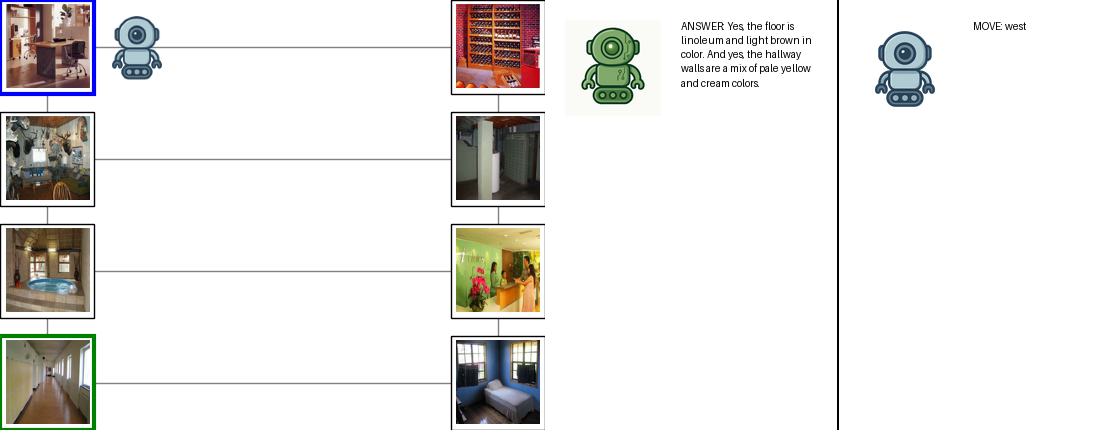 ANSWER: Yes, the floor is
linoleum and light brown in
color. And yes, the hallway
walls are a mix of pale yellow
and cream colors.
MOVE: west